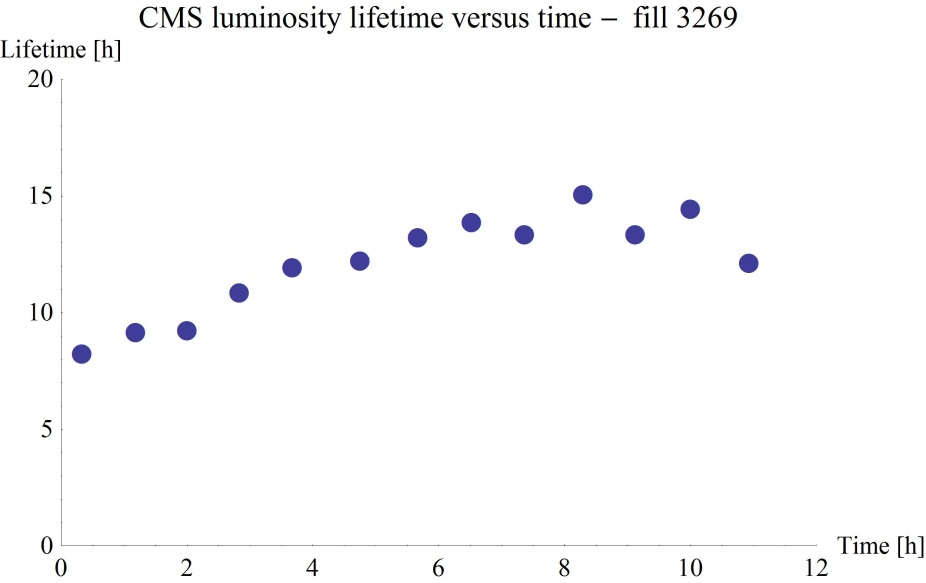 CMS luminosity lifetime versus time − fill 3269
Lifetime [h]
20
15
10
5
0
0 2 4 6 8 10 12
Time [h]